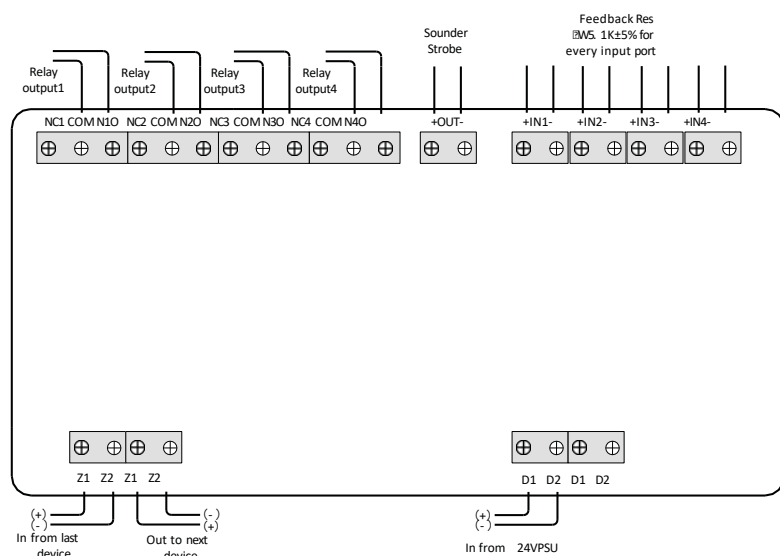 Feedback Res
W5. 1K±5% for
every input port
Sounder
Strobe
Relay
output1
Relay
output2
Relay
output3
Relay
output4
NC1 COM N1O NC2 COM N2O NC3 COM N3O NC4 COM N4O
+OUT-
+IN1- +IN2- +IN3- +IN4-
Z1 Z2 Z1 Z2
D1 D2 D1 D2
(+)
(-)
(-)
(+)
(+)
(-)
In from last
device
Out to next
device
In from 24VPSU